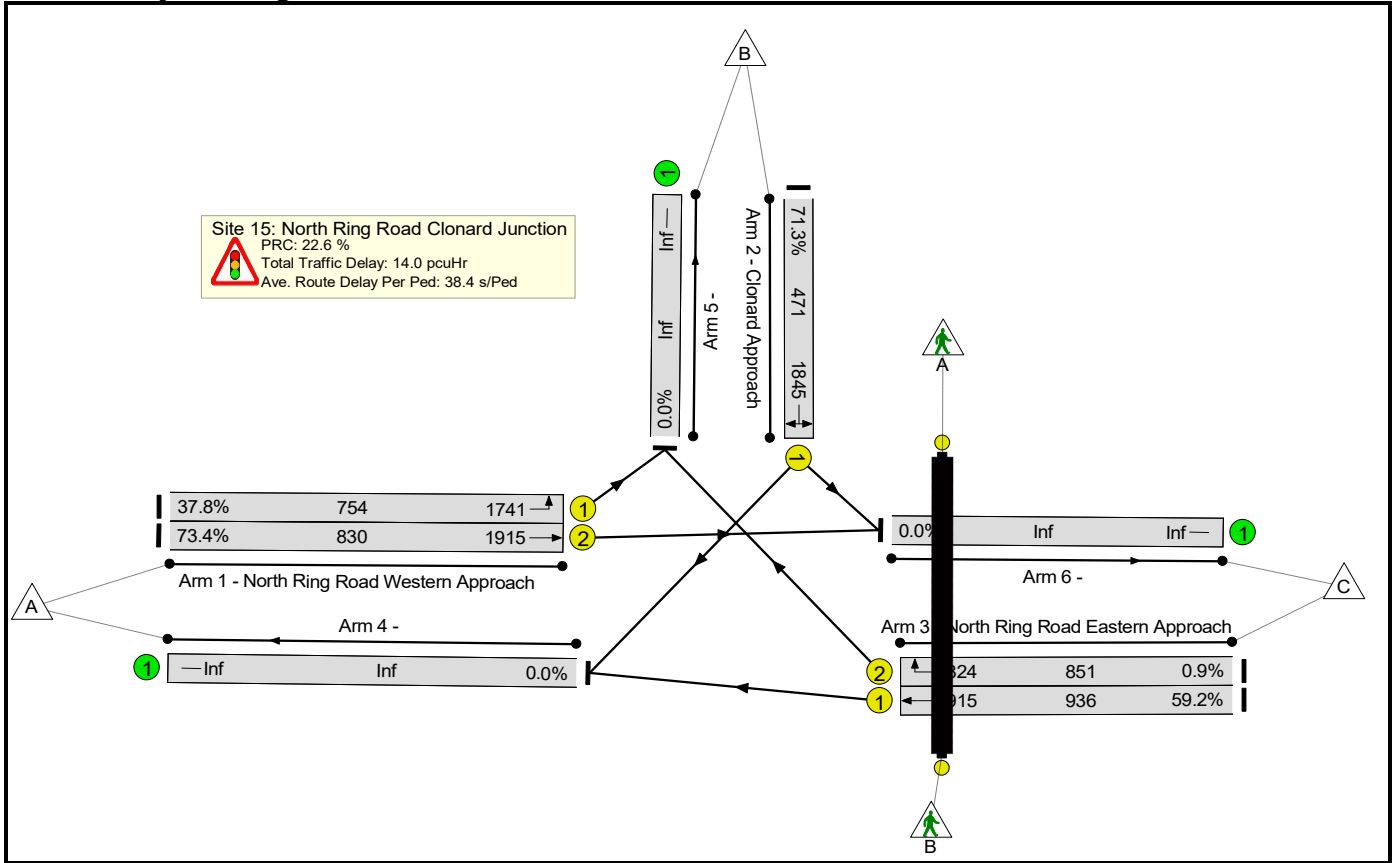 B
Site 15: North Ring Road Clonard Junction
PRC: 22.6 %
Total Traffic Delay: 14.0 pcuHr
Ave. Route Delay Per Ped: 38.4 s/Ped
1
Inf
Inf
0.0%
Arm 5 -
Arm 2 - Clonard Approach
71.3%
471
1845
1
A
37.8% 754 1741 1
73.4% 830 1915 2
Arm 1 - North Ring Road Western Approach
A
0.0% Inf Inf 1
Arm 6 -
C
Arm 4 -
1 Inf Inf 0.0%
Arm 3 North Ring Road Eastern Approach
2 824 851 0.9%
1 915 936 59.2%
B